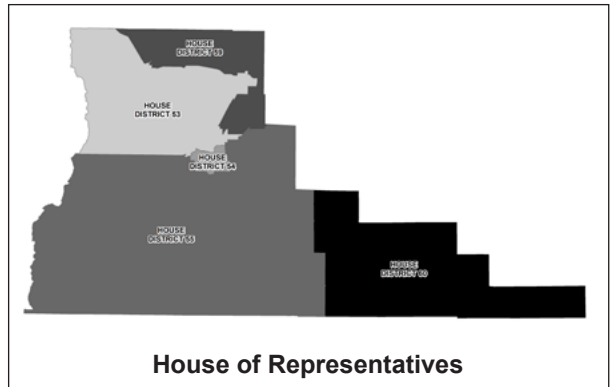 HOUSE
DISTRICT 59
HOUSE
DISTRICT 53
HOUSE
DISTRICT 54
HOUSE
DISTRICT 55
HOUSE
DISTRICT 60
House of Representatives